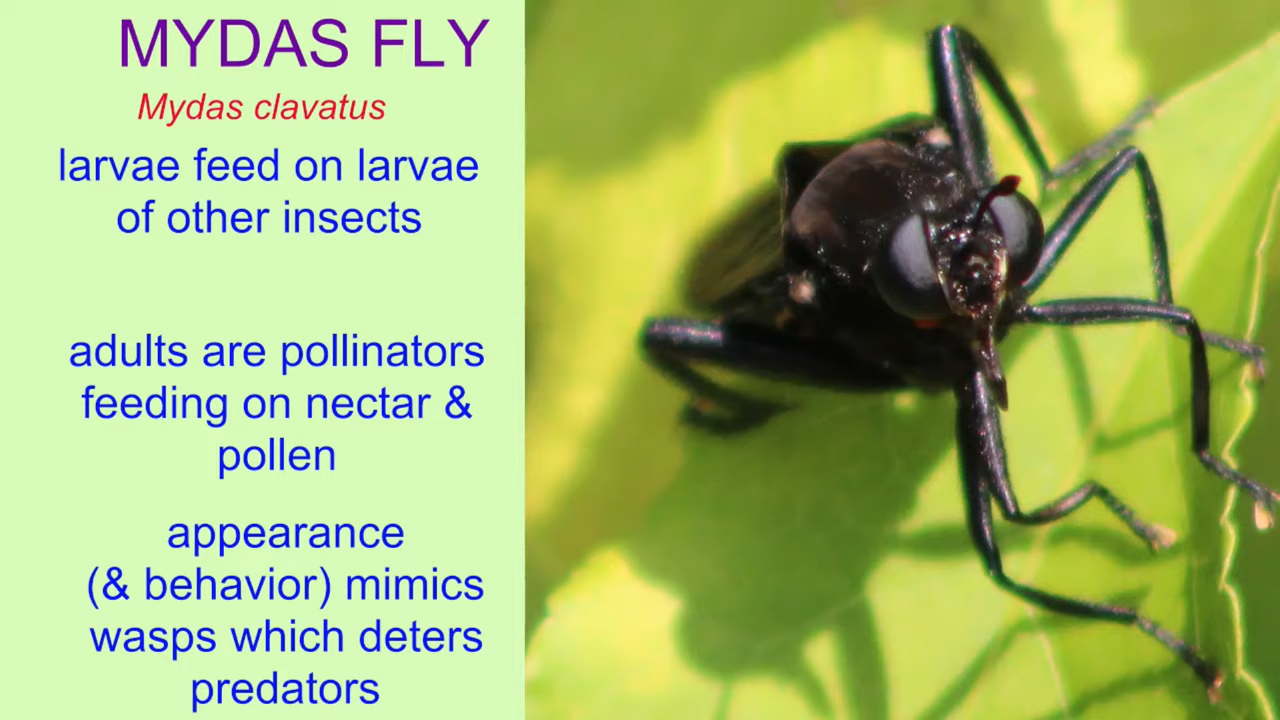 MYDAS FLY
Mydas clavatus
larvae feed on larvae
of other insects
adults are pollinators
feeding on nectar &
pollen
appearance
(& behavior) mimics
wasps which deters
predators